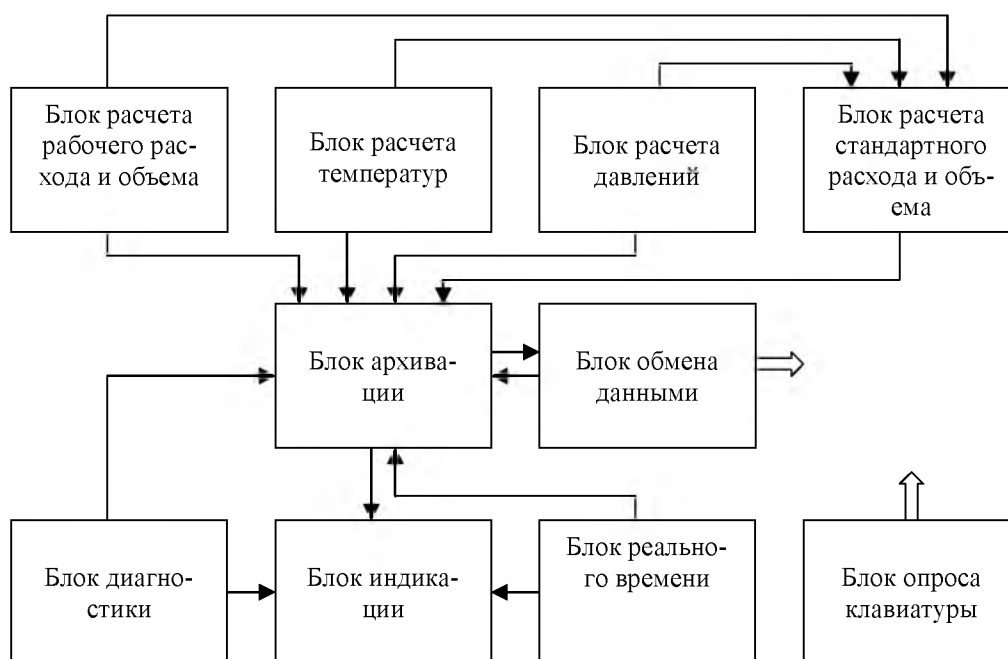 Блок расчета
рабочего рас-
хода и объема
Блок расчета
температур
Блок расчета
давлений
Блок расчета
стандартного
расхода и объ-
ема
Блок архива-
ции
Блок обмена
данными
Блок диагно-
стики
Блок индика-
ции
Блок реально-
го времени
Блок опроса
клавиатуры